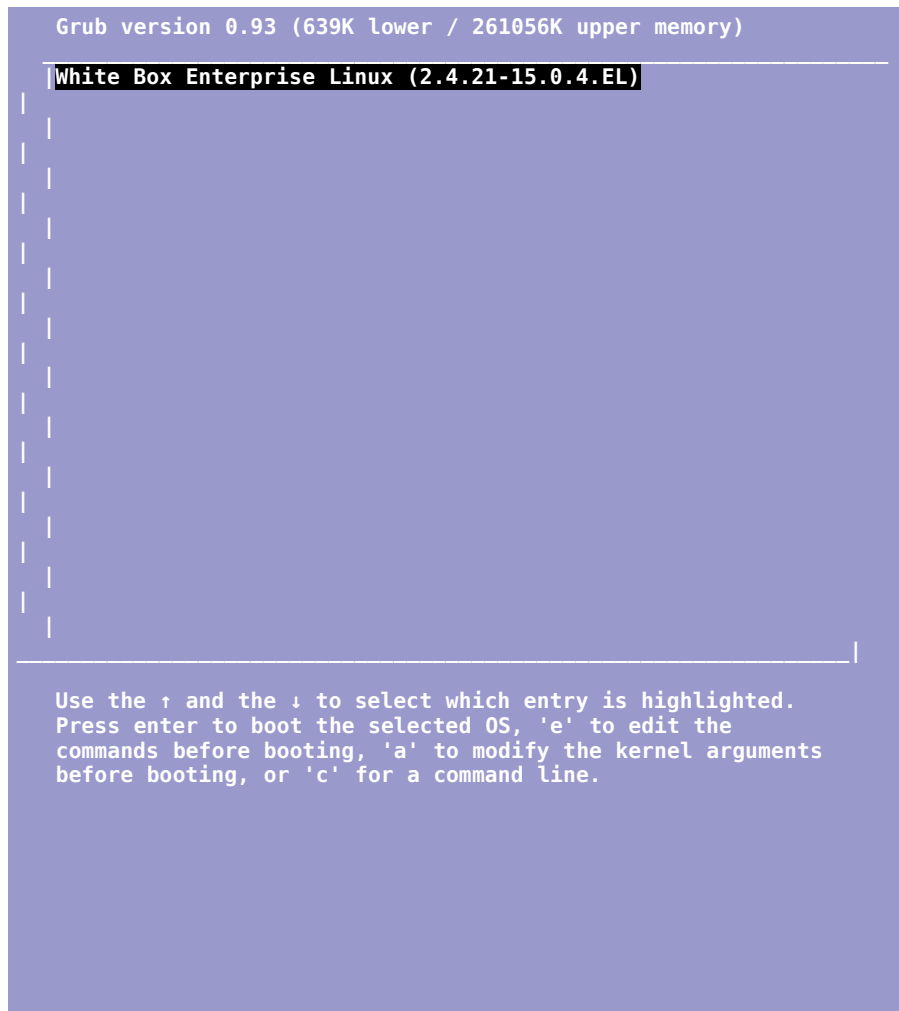 Grub version 0.93 (639K lower / 261056K upper memory)
White Box Enterprise Linux (2.4.21-15.0.4.EL)
Use the ↑ and the ↓ to select which entry is highlighted.
Press enter to boot the selected OS, 'e' to edit the
commands before booting, 'a' to modify the kernel arguments
before booting, or 'c' for a command line.